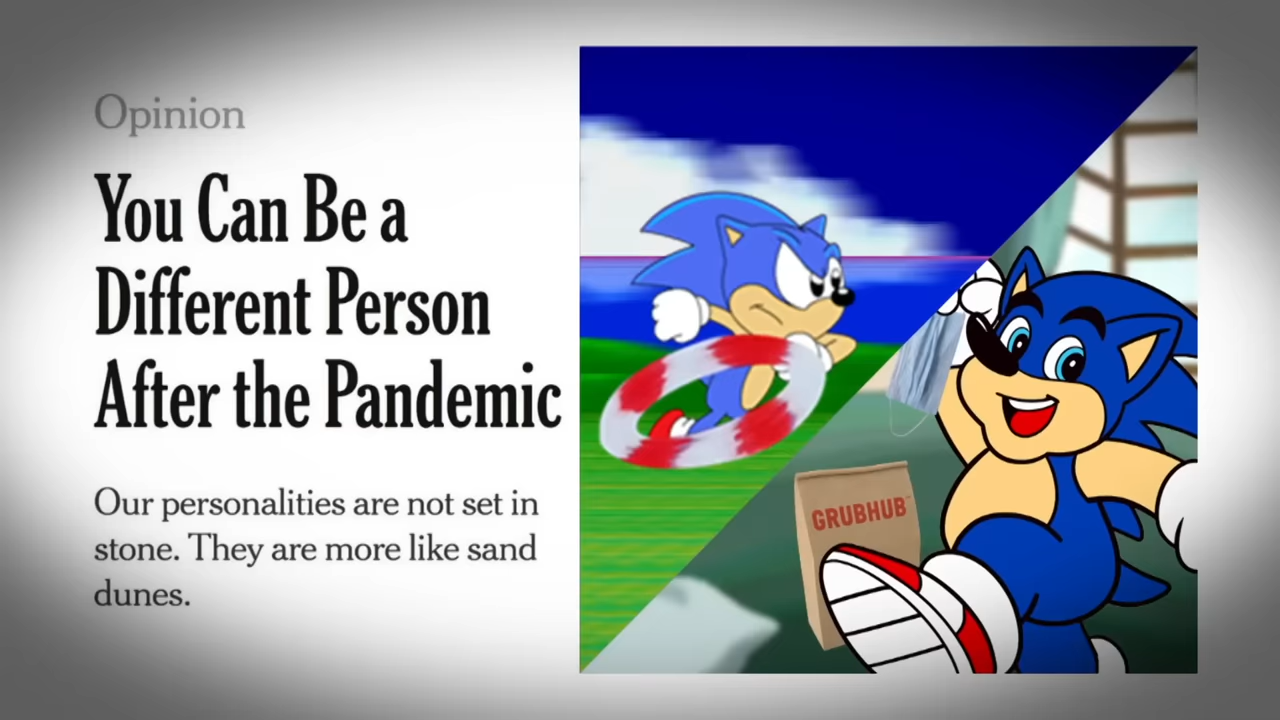 Opinion
You Can Be a
Different Person
After the Pandemic
Our personalities are not set in
stone. They are more like sand
dunes.
GRUBHUB